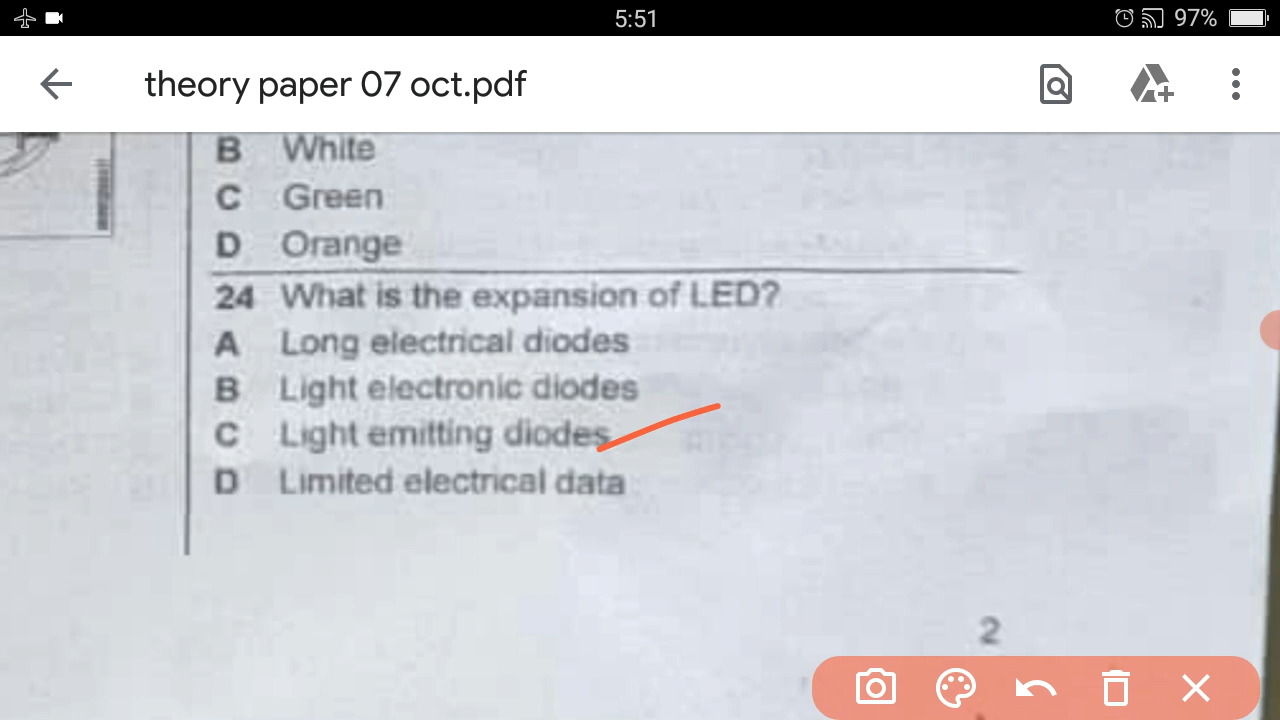 5:51
97%
theory paper 07 oct.pdf
B White
C Green
D Orange
24 What is the expansion of LED?
A Long electrical diodes
B Light electronic diodes
C Light emitting diodes
D Limited electrical data
2